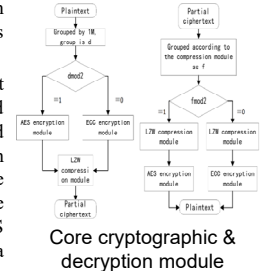 Plaintext
Grouped by 1M,
group is d
dmod2
=1
=0
AES encryption
module
ECC encryption
module
LZW
compressi
on module
Partial
ciphertext
Partial
ciphertext
Grouped according to
the compression module
as f
fmod2
=1
=0
LZW compression
module
LZW compression
module
AES encryption
module
ECC encryption
module
Plaintext
Core cryptographic &
decryption module